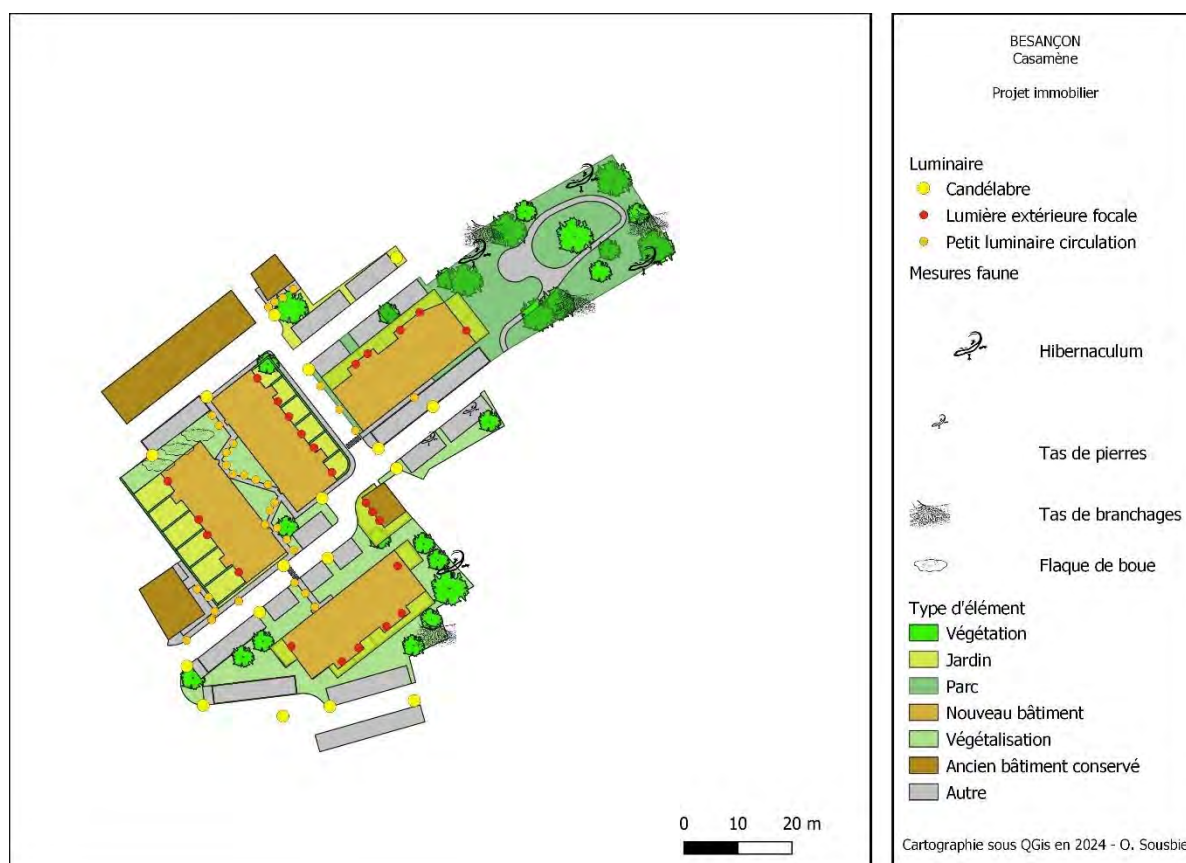 BESANÇON
Casamène
Projet immobilier
Luminaire
Candélabre
Lumière extérieure focale
Petit luminaire circulation
Mesures faune
Hibernaculum
Tas de pierres
Tas de branchages
Flaque de boue
Type d'élément
Végétation
Jardin
Parc
Nouveau bâtiment
Végétalisation
Ancien bâtiment conservé
Autre
0 10 20 m
Cartographie sous QGis en 2024 - O. Sousbie